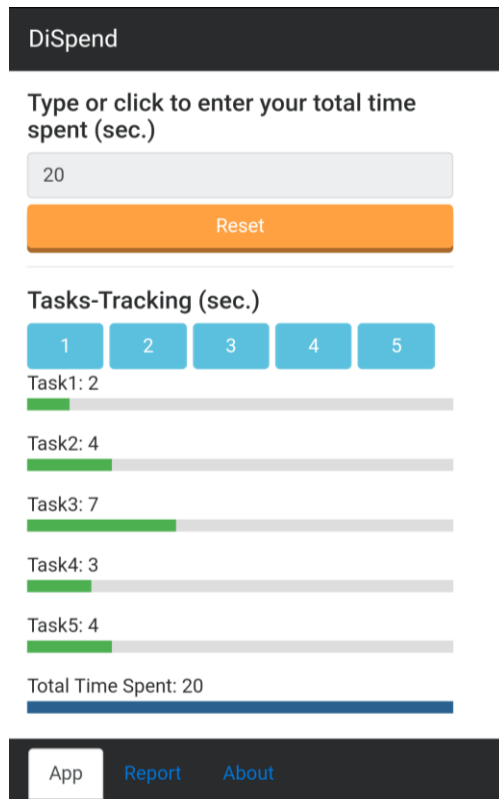 DiSpend
Type or click to enter your total time
spent (sec.)
20
Reset
Tasks-Tracking (sec.)
1 2 3 4 5
Task1: 2
Task2: 4
Task3: 7
Task4: 3
Task5: 4
Total Time Spent: 20
App Report About